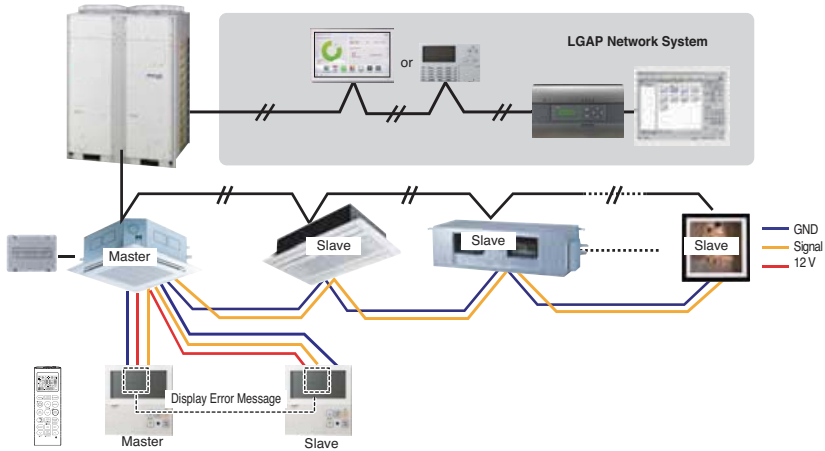 LGAP Network System
or
Master
Slave
Slave
Slave
GND
Signal
12 V
Display Error Message
Master
Slave